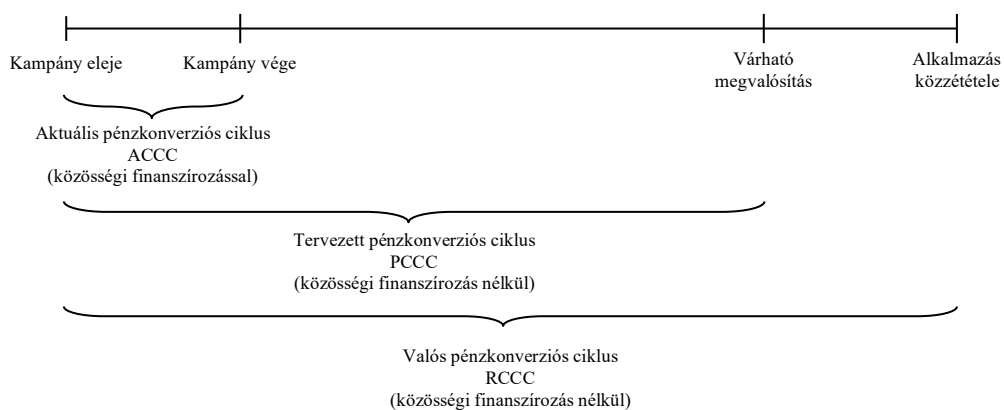 Kampány eleje
Kampány vége
Várható
megvalósítás
Alkalmazás
közzététele
Aktuális pénzkonverziós ciklus
ACCC
(közösségi finanszírozással)
Tervezett pénzkonverziós ciklus
PCCC
(közösségi finanszírozás nélkül)
Valós pénzkonverziós ciklus
RCCC
(közösségi finanszírozás nélkül)